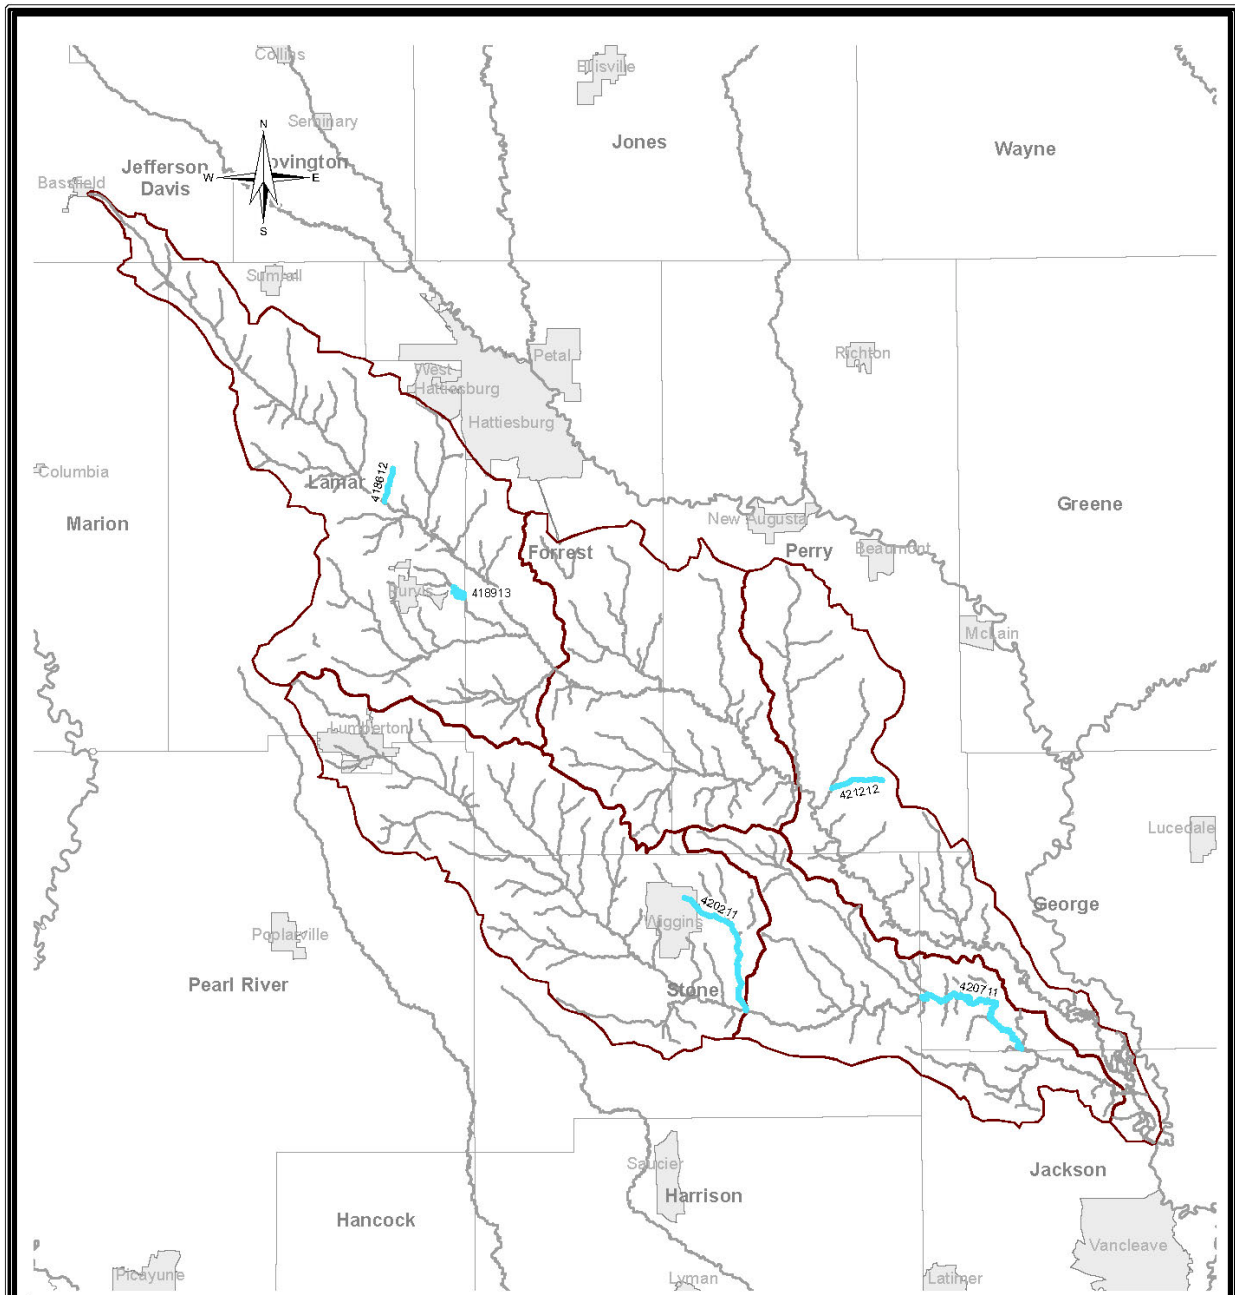 Collins
Ellisville
Seminary
Jones
Wayne
N
Jefferson
Davis
ovington
W
E
S
Bassfield
Sumrall
Petal
Richton
West
Hattiesburg
Hattiesburg
Columbia
Lamar
418612
Marion
Greene
New Augusta
Forrest
Perry
Beaumont
Purvis
418913
McLain
Lumberton
421212
Lucedale
George
420211
Wiggins
Poplarville
Pearl River
Stone
420711
Saucier
Harrison
Jackson
Hancock
Vancleave
Picayune
Lyman
Latimer